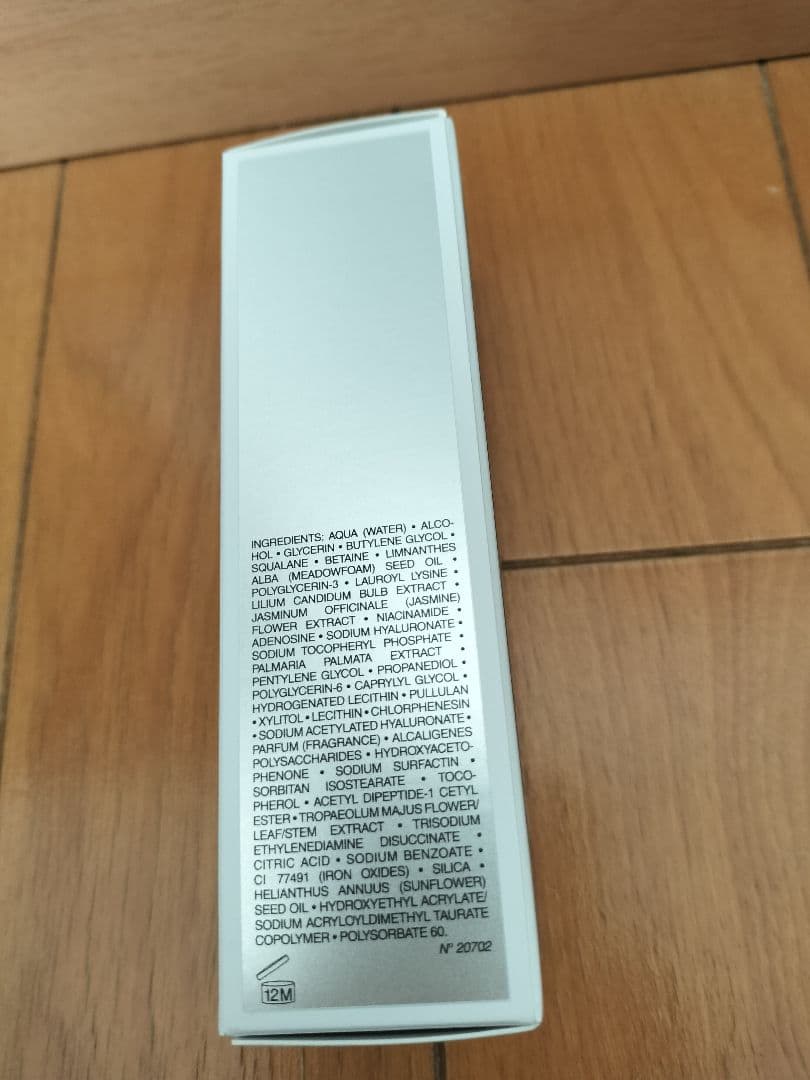 INGREDIENTS: AQUA (WATER) • ALCO-
HOL • GLYCERIN • BUTYLENE GLYCOL •
SQUALANE • BETAINE • LIMNANTHES
ALBA (MEADOWFOAM) SEED OIL •
POLYGLYCERIN-3 • LAUROYL LYSINE •
LILIUM CANDIDUM BULB EXTRACT •
JASMINUM OFFICINALE (JASMINE)
FLOWER EXTRACT • NIACINAMIDE •
ADENOSINE • SODIUM HYALURONATE •
SODIUM TOCOPHERYL PHOSPHATE •
PALMARIA PALMATA EXTRACT •
PENTYLENE GLYCOL • PROPANEDIOL •
POLYGLYCERIN-6 • CAPRYLYL GLYCOL •
HYDROGENATED LECITHIN • PULLULAN
• XYLITOL • LECITHIN • CHLORPHENESIN
• SODIUM ACETYLATED HYALURONATE •
PARFUM (FRAGRANCE) • ALCALIGENES
POLYSACCHARIDES • HYDROXYACETO-
PHENONE • SODIUM SURFACTIN •
SORBITAN ISOSTEARATE • TOCO-
PHEROL • ACETYL DIPEPTIDE-1 CETYL
ESTER • TROPAEOLUM MAJUS FLOWER/
LEAF/STEM EXTRACT • TRISODIUM
ETHYLENEDIAMINE DISUCCINATE •
CITRIC ACID • SODIUM BENZOATE •
CI 77491 (IRON OXIDES) • SILICA •
HELIANTHUS ANNUUS (SUNFLOWER)
SEED OIL • HYDROXYETHYL ACRYLATE/
SODIUM ACRYLOYLDIMETHYL TAURATE
COPOLYMER • POLYSORBATE 60.
N° 20702
12M